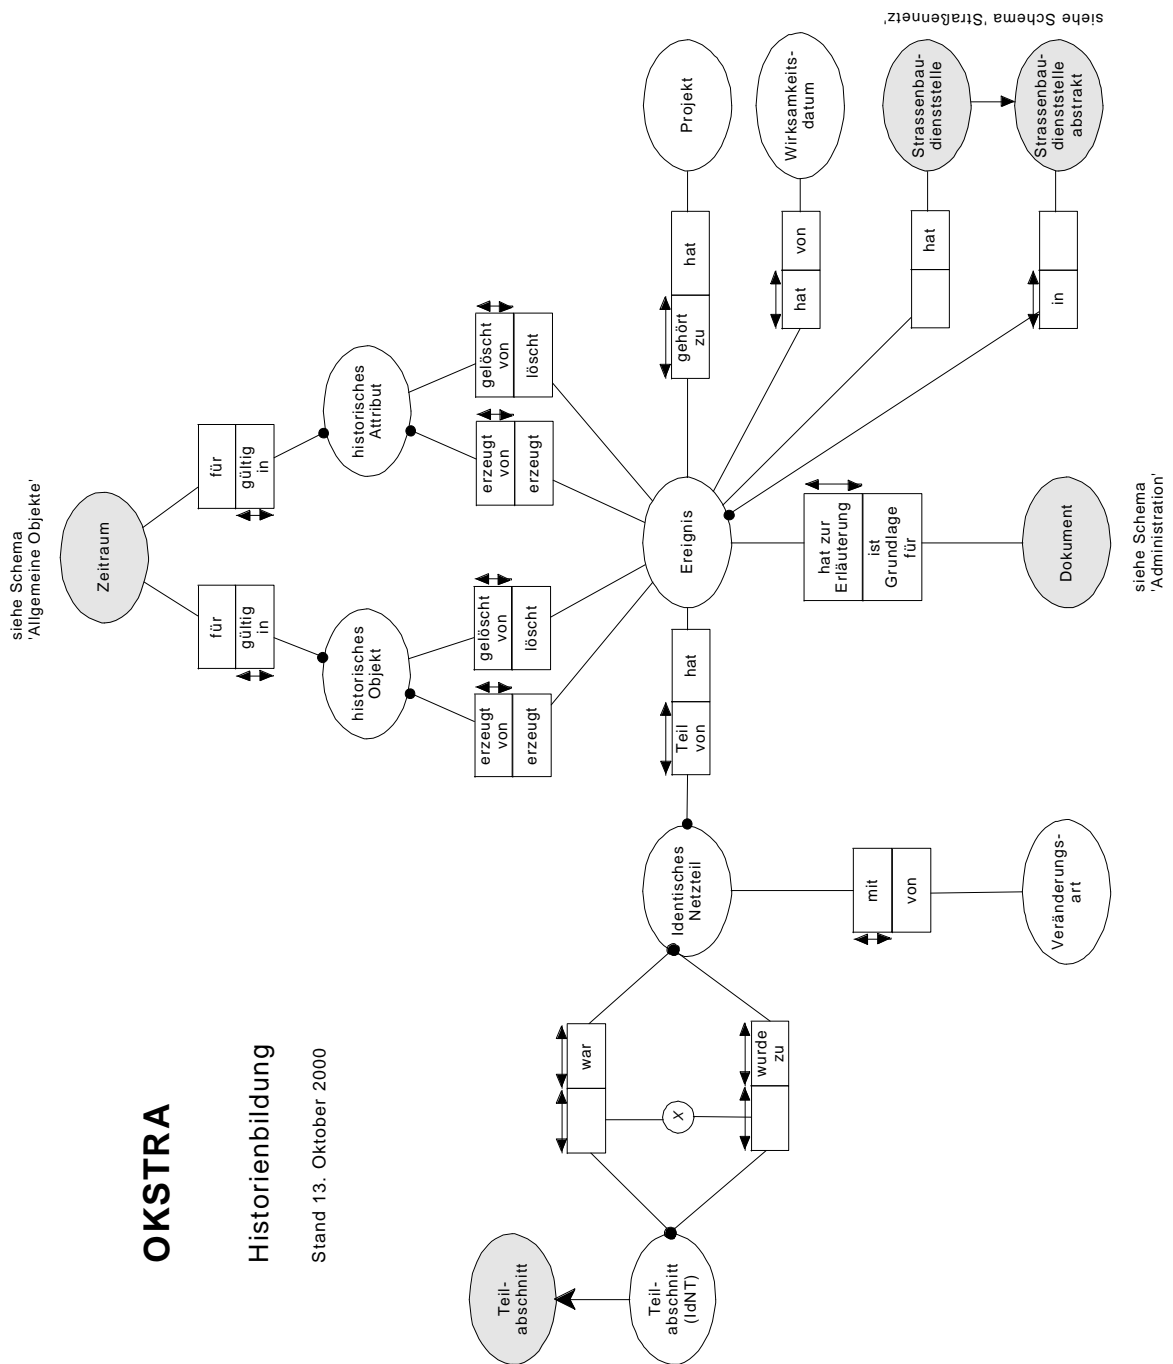 OKSTRA
Historienbildung
Stand 13. Oktober 2000
siehe Schema
'Allgemeine Objekte'
Zeitraum
für
gültig
in
für
gültig
in
historisches
Objekt
historisches
Attribut
erzeugt
von
erzeugt
gelöscht
von
löscht
erzeugt
von
erzeugt
gelöscht
von
löscht
Teil-
abschnitt
Teil-
abschnitt
(IdNT)
war
X
wurde
zu
Identisches
Netzteil
Teil
von
hat
Ereignis
gehört
zu
hat
Projekt
hat
von
Wirksamkeits-
datum
hat
Strassenbau-
dienststelle
in
Strassenbau-
dienststelle
abstrakt
siehe Schema 'Straßennetz'
mit
von
Veränderungs-
art
hat zur
Erläuterung
ist
Grundlage
für
Dokument
siehe Schema
'Administration'